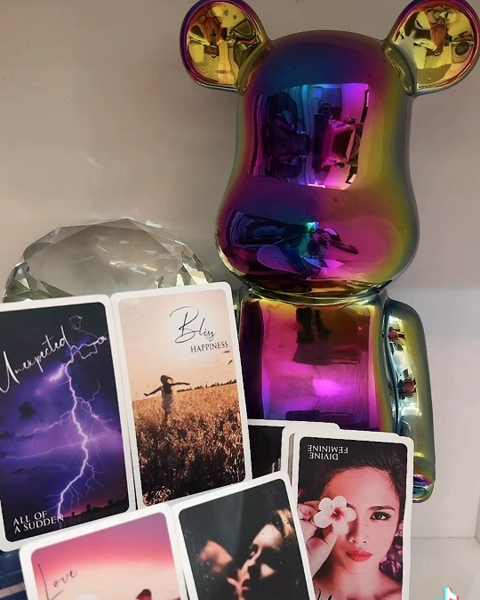 Unexpected
ALL OF
A SUDDEN
Bliss
HAPPINESS
DIVINE
FEMININE
Love